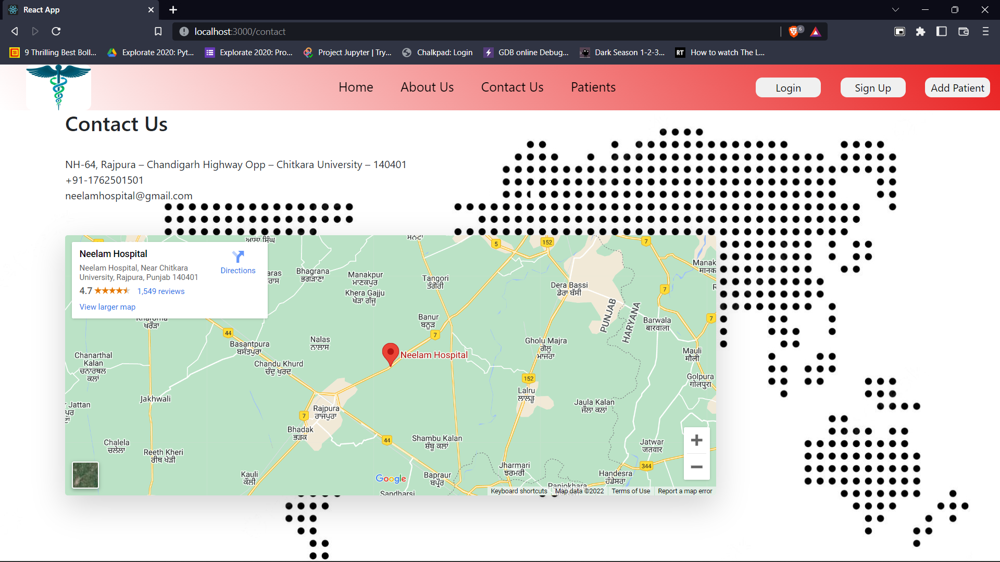 React App
localhost:3000/contact
6
9 Thrilling Best Boll...
Explorate 2020: Pyt...
Explorate 2020: Pro...
Project Jupyter | Try...
Chalkpad: Login
GDB online Debug...
Dark Season 1-2-3...
RT
How to watch The L...
Home
About Us
Contact Us
Patients
Login
Sign Up
Add Patient
Contact Us
NH-64, Rajpura – Chandigarh Highway Opp – Chitkara University – 140401
+91-1762501501
neelamhospital@gmail.com
Neelam Hospital
Neelam Hospital, Near Chitkara
University, Rajpura, Punjab 140401
4.7
1,549 reviews
View larger map
Directions
ਆਲਾ ਸਿੰਘ
5
152
7
Bhagrana
ਭਗੜਾਣਾ
Manakpur
ਮਾਣਕਪੁਰ
Khera Gajju
ਖੇੜਾ ਗੱਜੂ
Tangori
ਤੰਗੋਰੀ
Dera Bassi
ਡੇਰਾ ਬੱਸੀ
7
PUNJAB
HARYANA
Banur
ਬਨੂੜ
7
Barwala
बारवाला
7
44
Basantpura
ਬਸੰਤਪੁਰਾ
Nalas
ਨਾਲਾਸ
Neelam Hospital
Gholu Majra
ਗੋਲੂ
ਮਾਜਰਾ
Mauli
मौली
Chanarthal
Kalan
ਚਨਾਰਥਲ
ਕਲਾਂ
Chandu Khurd
ਚੰਦੂ ਖੁਰਦ
152
Lalru
ਲਾਲੜੂ
Golpura
गोलपुरा
Jakhwali
Jattan
Rajpura
ਰਾਜਪੁਰਾ
7
Jaula Kalan
ਜੌਲਾ ਕਲਾਂ
Bhadak
ਭੜਕ
44
Shambu Kalan
ਸ਼ੰਭੂ ਕਲਾਂ
Chalela
ਚਲੇਲਾ
Reeth Kheri
ਰੀਥ ਖੇੜੀ
Jatwar
जटवार
344
Jharmari
ਝਰਮਰੀ
Kauli
ਕੌਲੀ
Google
Bapraur
ਬਪ੍ਰੌਰ
Handesra
ਹੰਡੇਸਰਾ
Sandharsi
Panjokhara
Keyboard shortcuts
Map data ©2022
Terms of Use
Report a map error